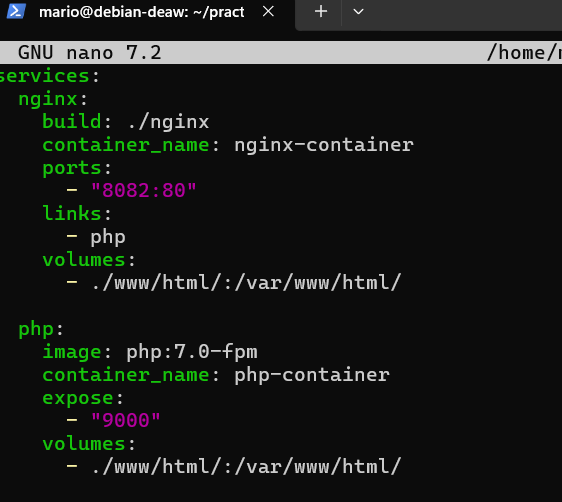 mario@debian-deaw: ~/pract
GNU nano 7.2 /home/
services:
  nginx:
    build: ./nginx
    container_name: nginx-container
    ports:
      - "8082:80"
    links:
      - php
    volumes:
      - ./www/html/:/var/www/html/

  php:
    image: php:7.0-fpm
    container_name: php-container
    expose:
      - "9000"
    volumes:
      - ./www/html/:/var/www/html/